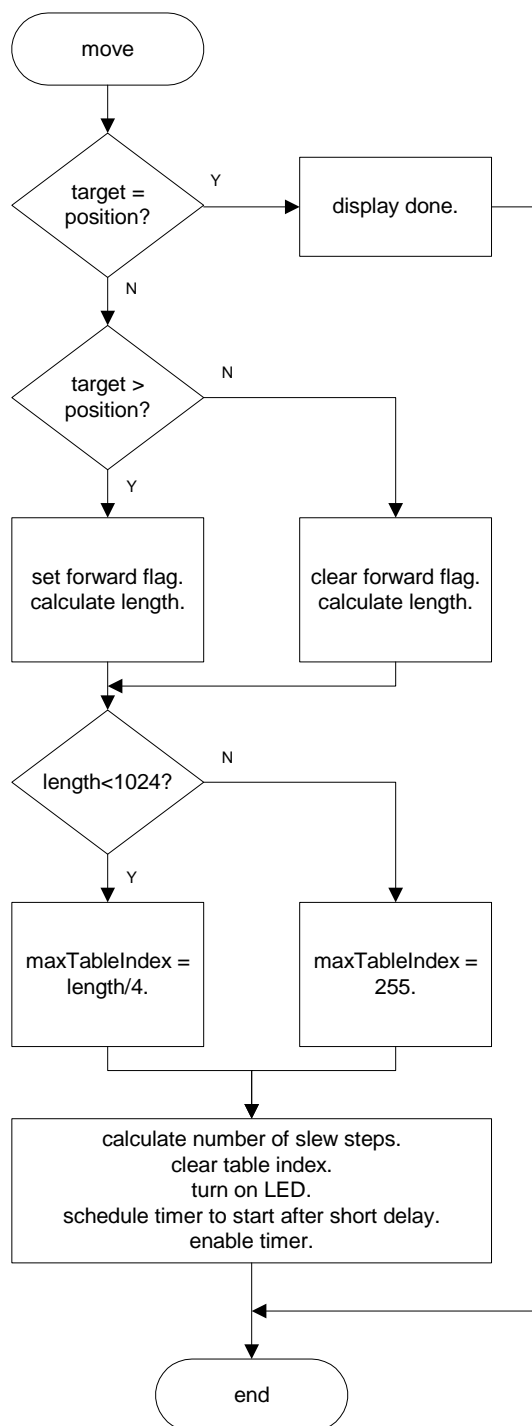 move
target =
position?
Y
display done.
N
target >
position?
N
Y
set forward flag.
calculate length.
clear forward flag.
calculate length.
length<1024?
N
Y
maxTableIndex =
length/4.
maxTableIndex =
255.
calculate number of slew steps.
clear table index.
turn on LED.
schedule timer to start after short delay.
enable timer.
end